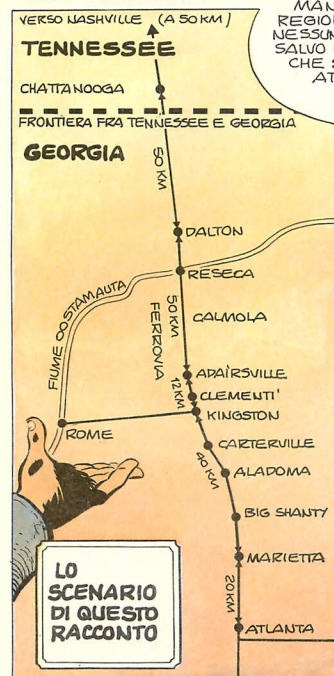 VERSO NASHVILLE (A 50 KM)
TENNESSEE
MAN
REGIO
NESSUN
SALVO
CHE S
AT
CHATTANOOGA
FRONTIERA FRA TENNESSEE E GEORGIA
GEORGIA
50 KM
DALTON
RESECA
FIUME OOSTAMAUTA
50 KM
FERROVIA
CALMOLA
ADAÍRSVILLE
12 KM
CLEMENTI'
KINGSTON
ROME
CARTERVILLE
40 KM
ALADOMA
BIG SHANTY
MARIETTA
20 KM
ATLANTA
LO
SCENARIO
DI QUESTO
RACCONTO